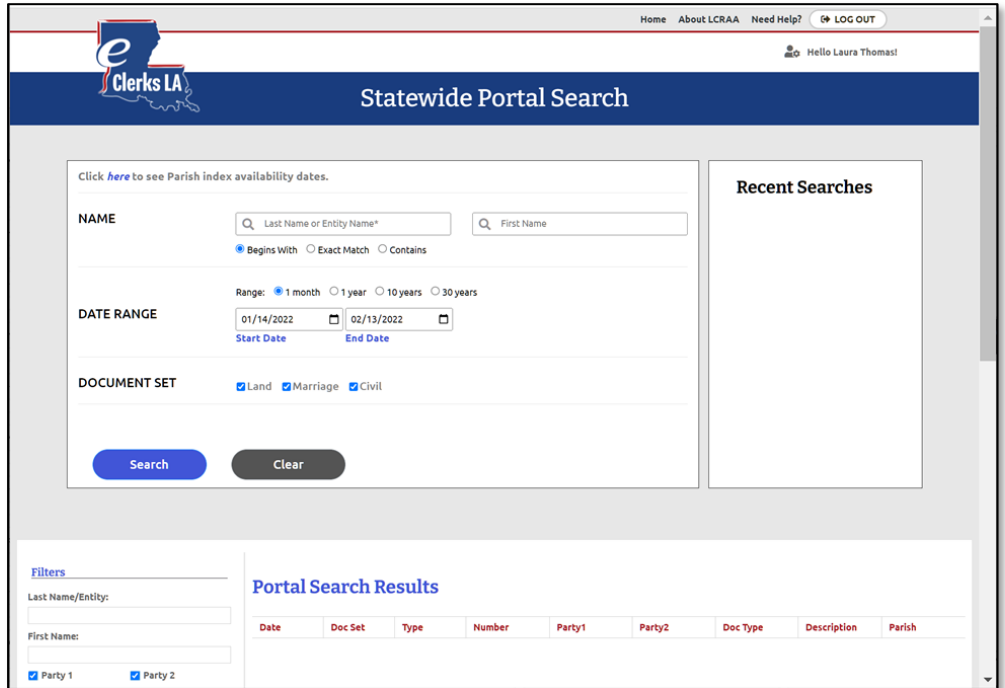 Home About LCRAA Need Help? LOG OUT
Hello Laura Thomas!
e
Clerks LA
Statewide Portal Search
Click here to see Parish index availability dates.
NAME
Last Name or Entity Name*
First Name
Begins With Exact Match Contains
Range: 1 month 1 year 10 years 30 years
DATE RANGE
01/14/2022 02/13/2022
Start Date End Date
DOCUMENT SET
Land Marriage Civil
Search Clear
Recent Searches
Filters
Last Name/Entity:
First Name:
Party 1 Party 2
Portal Search Results
Date Doc Set Type Number Party1 Party2 Doc Type Description Parish